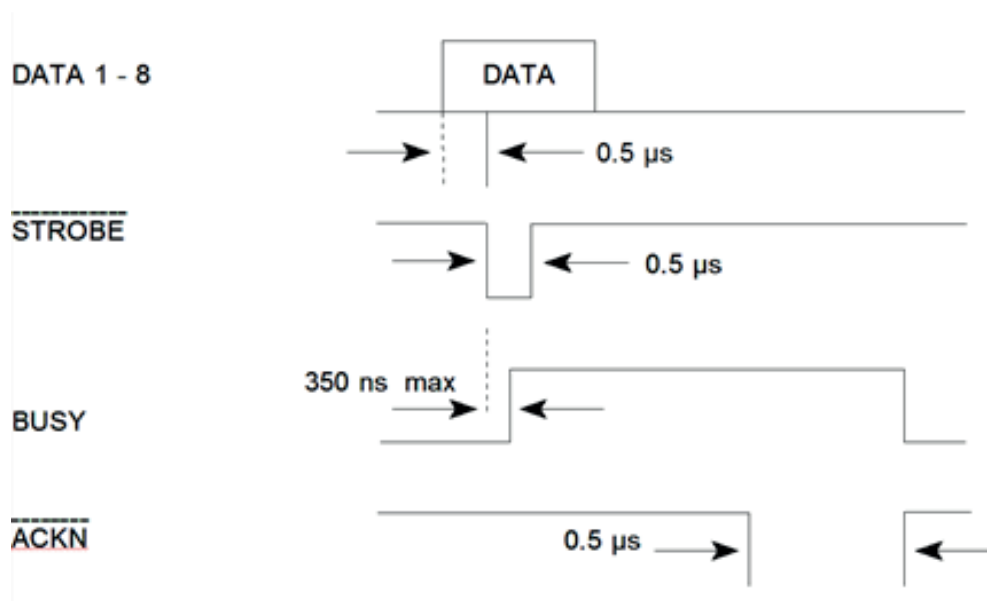 DATA 1 - 8
DATA
0.5 µs
STROBE
0.5 µs
350 ns max
BUSY
ACKN
0.5 µs